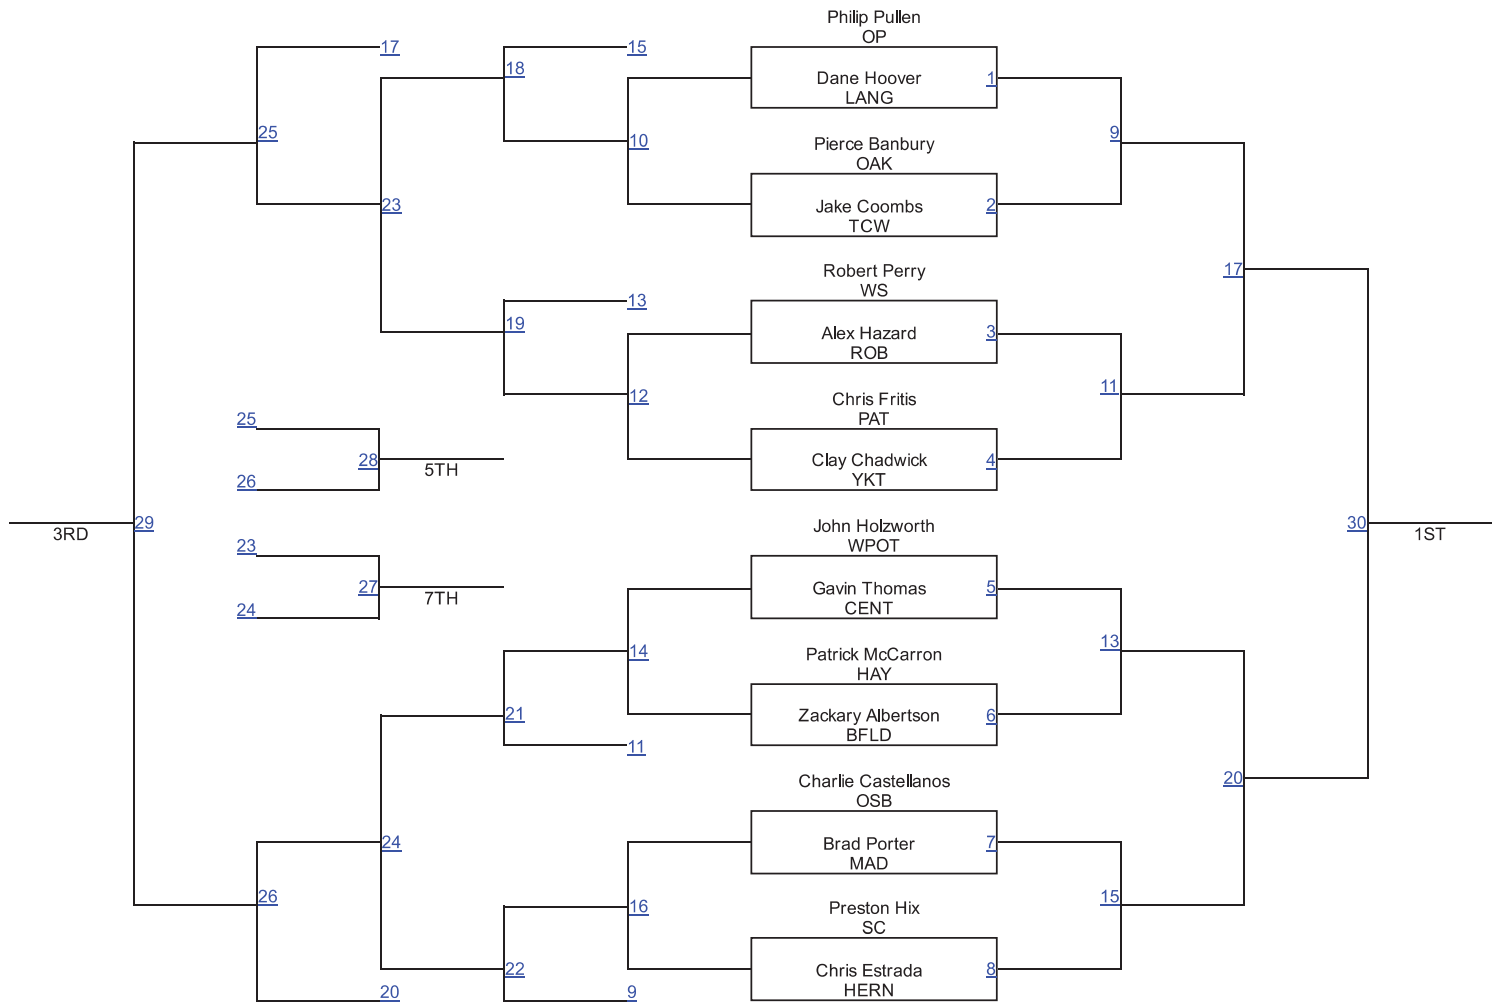 Philip Pullen
OP
17
15
18
Dane Hoover
1
LANG
25
9
10
Pierce Banbury
OAK
23
Jake Coombs
2
TCW
Robert Perry
17
WS
13
19
Alex Hazard
3
ROB
11
12
Chris Fritis
PAT
25
28
5TH
Clay Chadwick
4
YKT
26
3RD
29
John Holzworth
30
1ST
WPOT
23
27
7TH
Gavin Thomas
5
CENT
24
13
14
Patrick McCarron
HAY
21
Zackary Albertson
6
BFLD
11
Charlie Castellanos
20
OSB
24
Brad Porter
7
MAD
26
15
16
Preston Hix
SC
22
Chris Estrada
8
HERN
20
9